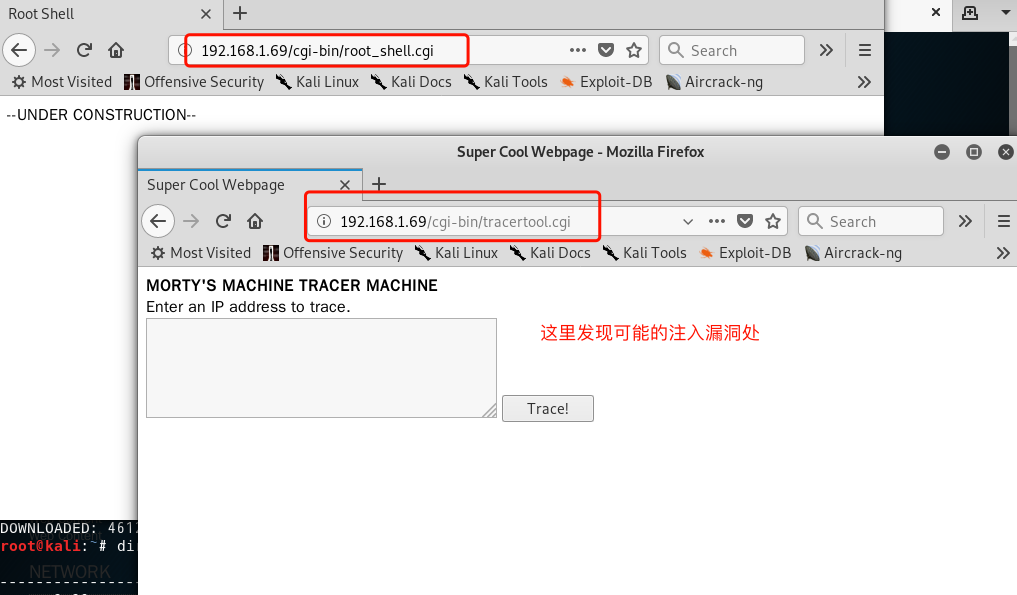 Root Shell
192.168.1.69/cgi-bin/root_shell.cgi
Search
Most Visited Offensive Security Kali Linux Kali Docs Kali Tools Exploit-DB Aircrack-ng
--UNDER CONSTRUCTION--
Super Cool Webpage - Mozilla Firefox
Super Cool Webpage
192.168.1.69/cgi-bin/tracertool.cgi
Search
Most Visited Offensive Security Kali Linux Kali Docs Kali Tools Exploit-DB Aircrack-ng
MORTY'S MACHINE TRACER MACHINE
Enter an IP address to trace.
这里发现可能的注入漏洞处
Trace!
DOWNLOADED: 461
root@kali:~# di
NETWORK